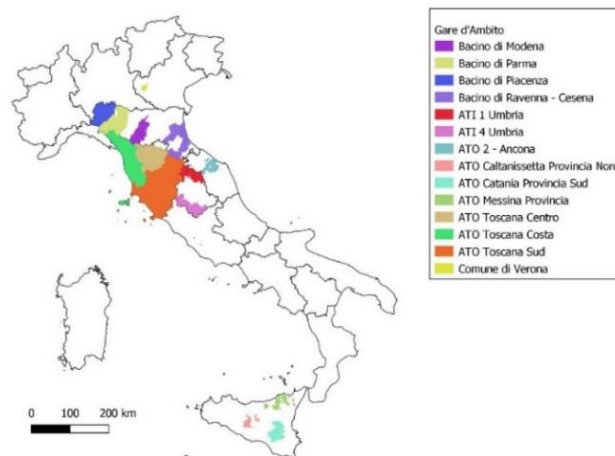 Gare d'Ambito
Bacino di Modena
Bacino di Parma
Bacino di Piacenza
Bacino di Ravenna - Cesena
ATI 1 Umbria
ATI 4 Umbria
ATO 2 - Ancona
ATO Caltanissetta Provincia Nord
ATO Catania Provincia Sud
ATO Messina Provincia
ATO Toscana Centro
ATO Toscana Costa
ATO Toscana Sud
Comune di Verona
0 100 200 km